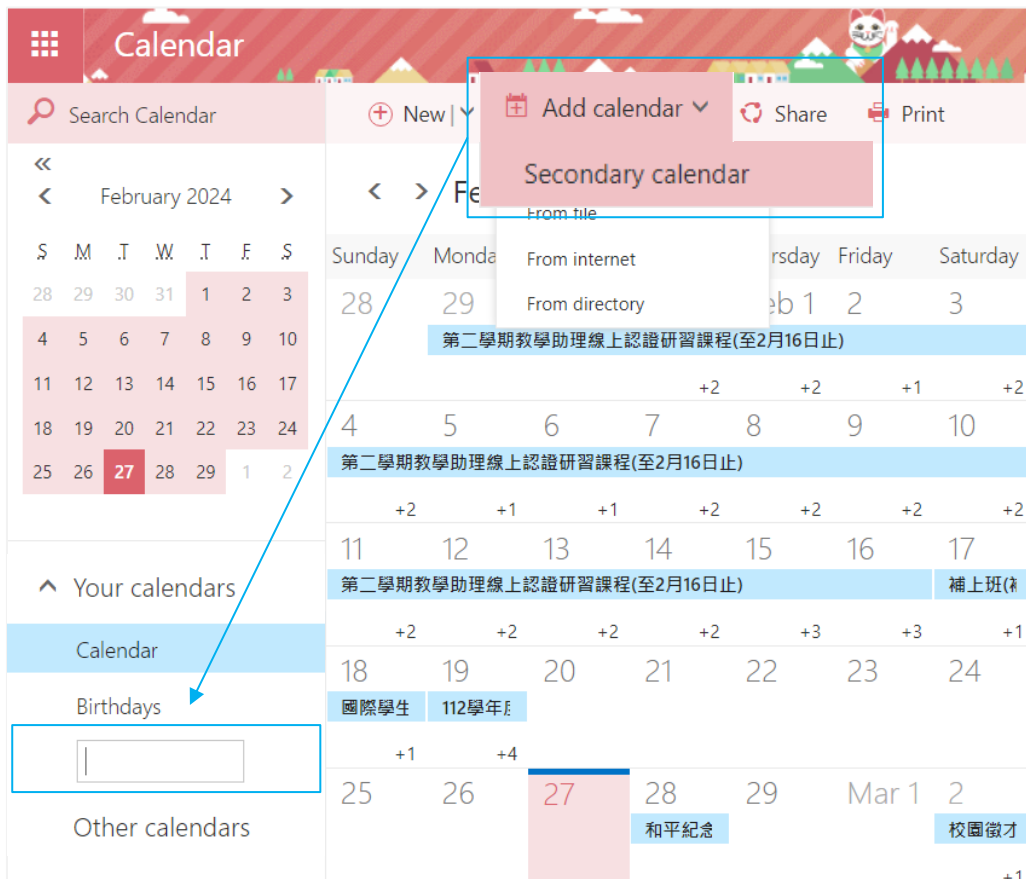 Calendar
Search Calendar
New
Add calendar
Share
Print
Secondary calendar
From file
From internet
From directory
February 2024
S M T W T F S
28 29 30 31 1 2 3
4 5 6 7 8 9 10
11 12 13 14 15 16 17
18 19 20 21 22 23 24
25 26 27 28 29 1 2
Your calendars
Calendar
Birthdays
Other calendars
Fe
Sunday Monda rsday Friday Saturday
28 29 eb 1 2 3
第二學期教學助理線上認證研習課程(至2月16日止)
+2 +2 +1 +2
4 5 6 7 8 9 10
第二學期教學助理線上認證研習課程(至2月16日止)
+2 +1 +1 +2 +2 +2 +2
11 12 13 14 15 16 17
第二學期教學助理線上認證研習課程(至2月16日止) 補上班(補
+2 +2 +2 +2 +3 +3 +1
18 19 20 21 22 23 24
國際學生 112學年度
+1 +4
25 26 27 28 29 Mar 1 2
和平紀念 校園徵才
+1